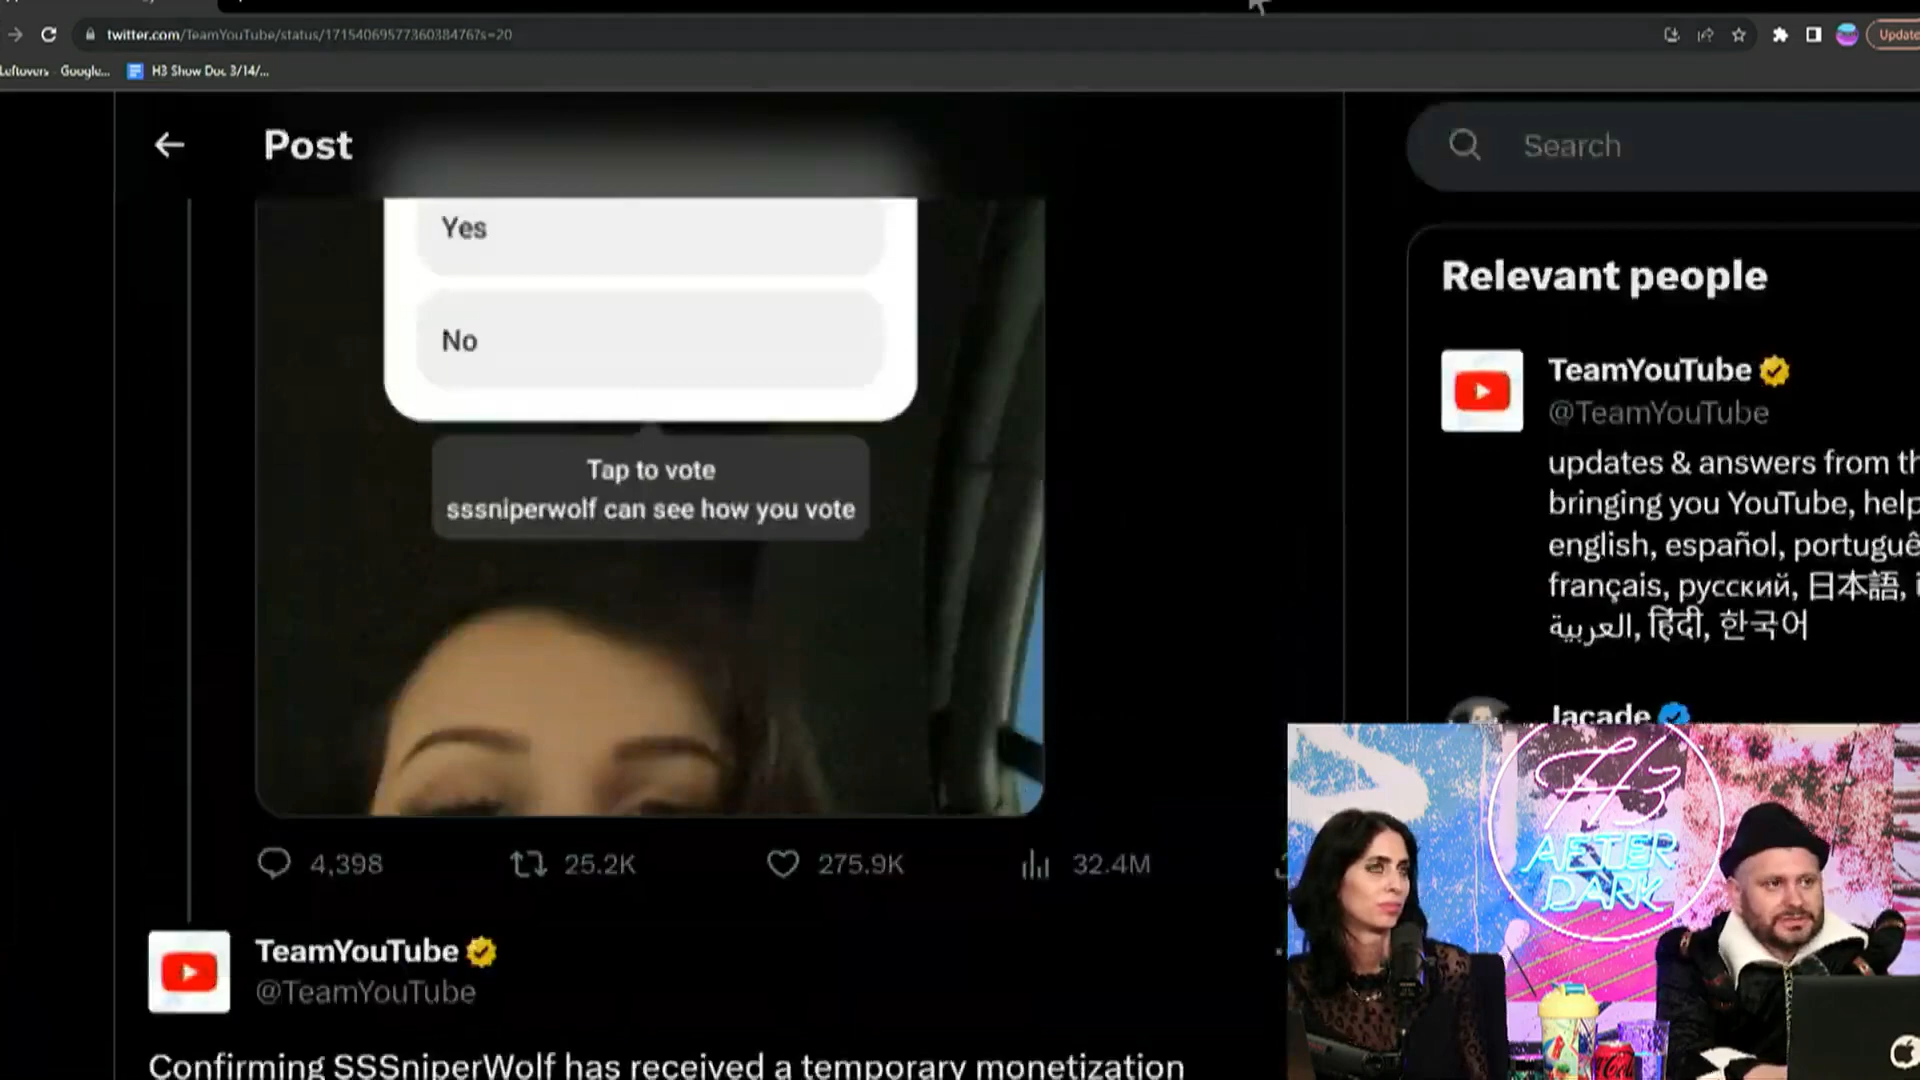 twitter.com/TeamYouTube/status/1715406957736038476?s=20
Update
Leftovers - Google...
H3 Show Doc 3/14/...
Post
Search
Yes
No
Tap to vote
sssniperwolf can see how you vote
Relevant people
TeamYouTube
@TeamYouTube
updates & answers from th
bringing you YouTube, help
english, español, portuguê
français, русский, 日本語, i
العربية, हिंदी, 한국어
Jacade
4,398
25.2K
275.9K
32.4M
H3
AFTER
DARK
TeamYouTube
@TeamYouTube
Confirming SSSniperWolf has received a temporary monetization